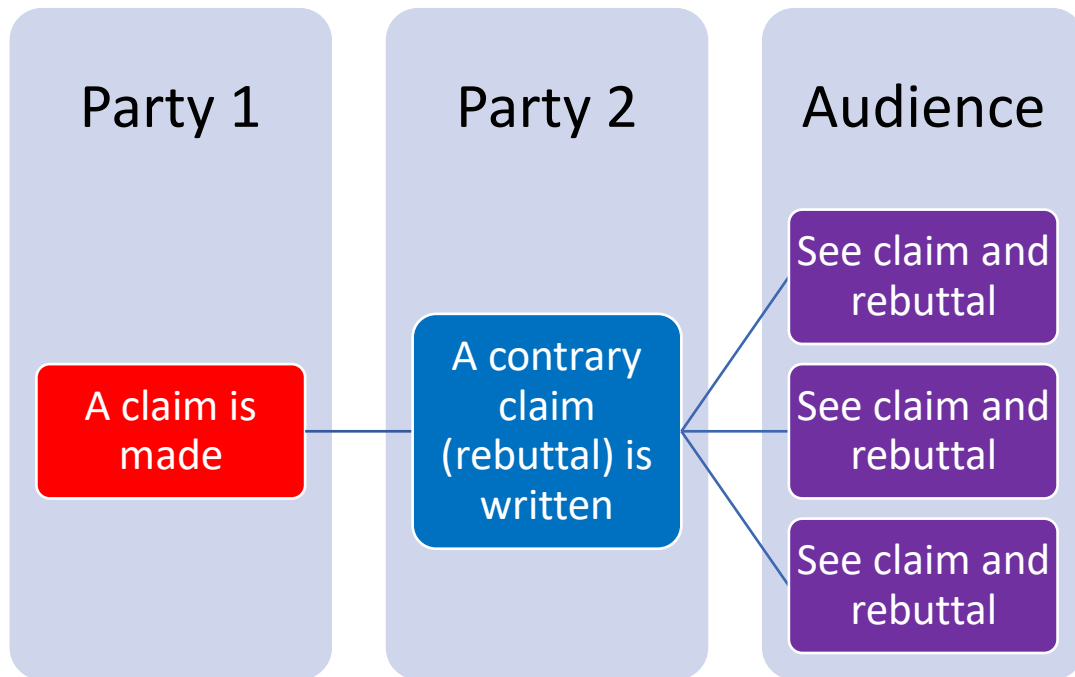 Party 1
Party 2
Audience
A claim is
made
A contrary
claim
(rebuttal) is
written
See claim and
rebuttal
See claim and
rebuttal
See claim and
rebuttal